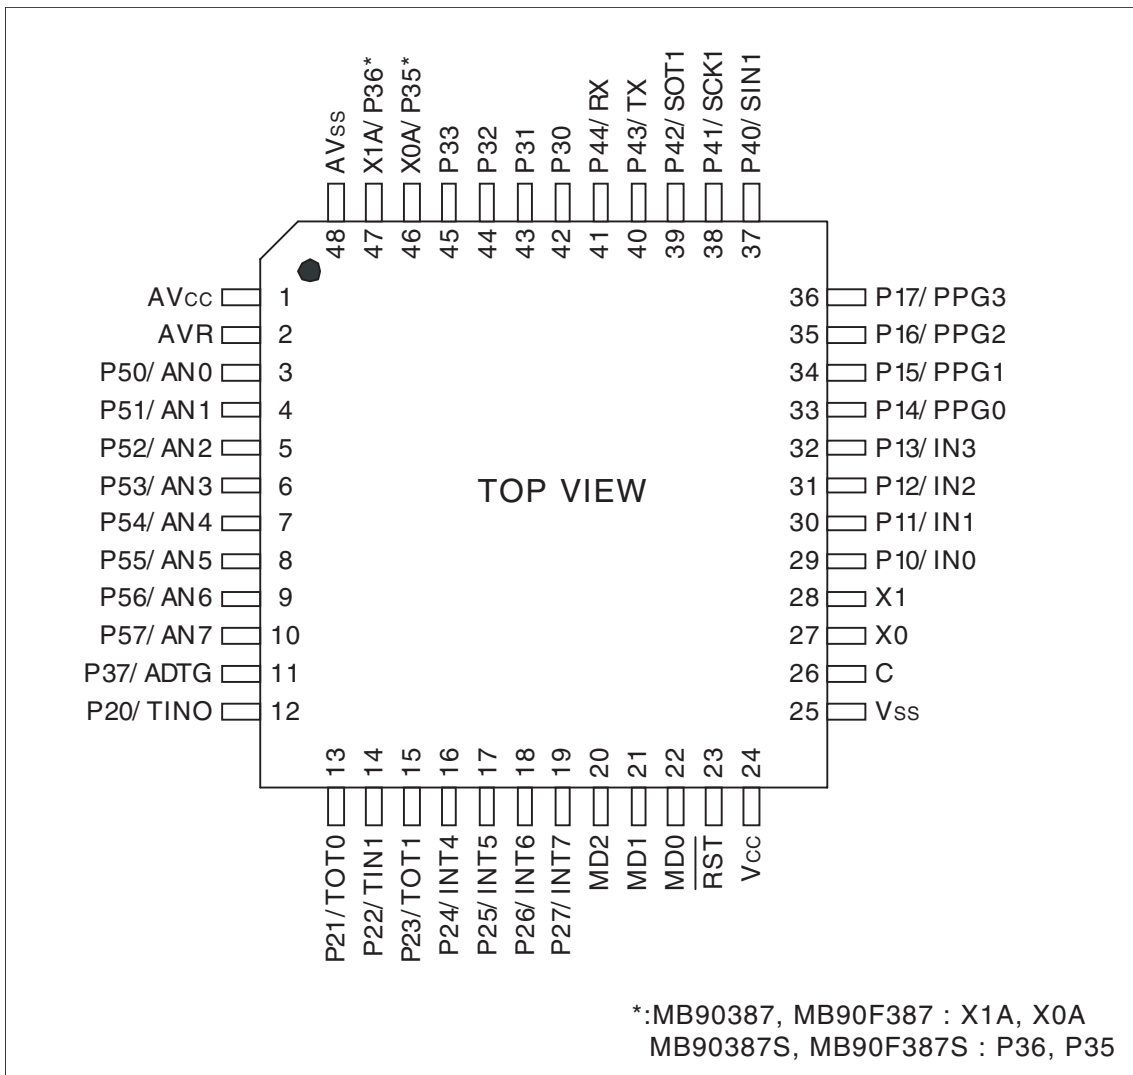 AVss
X1A/ P36*
X0A/ P35*
P33
P32
P31
P30
P44/ RX
P43/ TX
P42/ SOT1
P41/ SCK1
P40/ SIN1
48
47
46
45
44
43
42
41
40
39
38
37
AVcc 1
AVR 2
P50/ AN0 3
P51/ AN1 4
P52/ AN2 5
P53/ AN3 6
P54/ AN4 7
P55/ AN5 8
P56/ AN6 9
P57/ AN7 10
P37/ ADTG 11
P20/ TINO 12
TOP VIEW
36 P17/ PPG3
35 P16/ PPG2
34 P15/ PPG1
33 P14/ PPG0
32 P13/ IN3
31 P12/ IN2
30 P11/ IN1
29 P10/ IN0
28 X1
27 X0
26 C
25 Vss
13
14
15
16
17
18
19
20
21
22
23
24
P21/ TOT0
P22/ TIN1
P23/ TOT1
P24/ INT4
P25/ INT5
P26/ INT6
P27/ INT7
MD2
MD1
MD0
RST
Vcc
*:MB90387, MB90F387 : X1A, X0A
MB90387S, MB90F387S : P36, P35